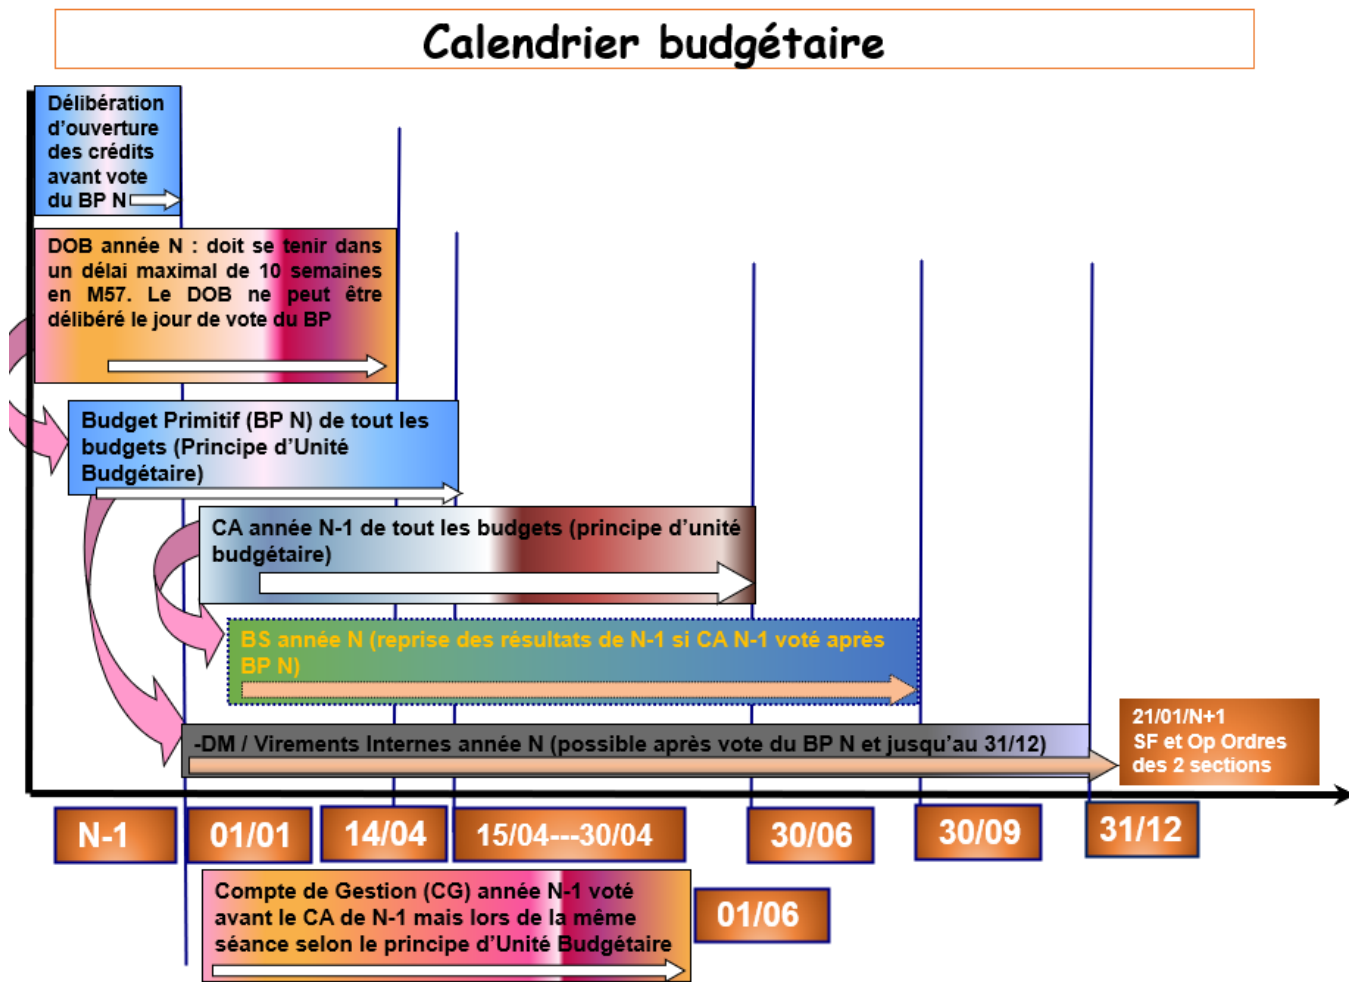 Calendrier budgétaire
Délibération
d'ouverture
des crédits
avant vote
du BP N
DOB année N : doit se tenir dans
un délai maximal de 10 semaines
en M57. Le DOB ne peut être
délibéré le jour de vote du BP
Budget Primitif (BP N) de tout les
budgets (Principe d'Unité
Budgétaire)
CA année N-1 de tout les budgets (principe d'unité
budgétaire)
BS année N (reprise des résultats de N-1 si CA N-1 voté après
BP N)
-DM / Virements Internes année N (possible après vote du BP N et jusqu'au 31/12)
21/01/N+1
SF et Op Ordres
des 2 sections
N-1
01/01
14/04
15/04---30/04
30/06
30/09
31/12
Compte de Gestion (CG) année N-1 voté
avant le CA de N-1 mais lors de la même
séance selon le principe d'Unité Budgétaire
01/06